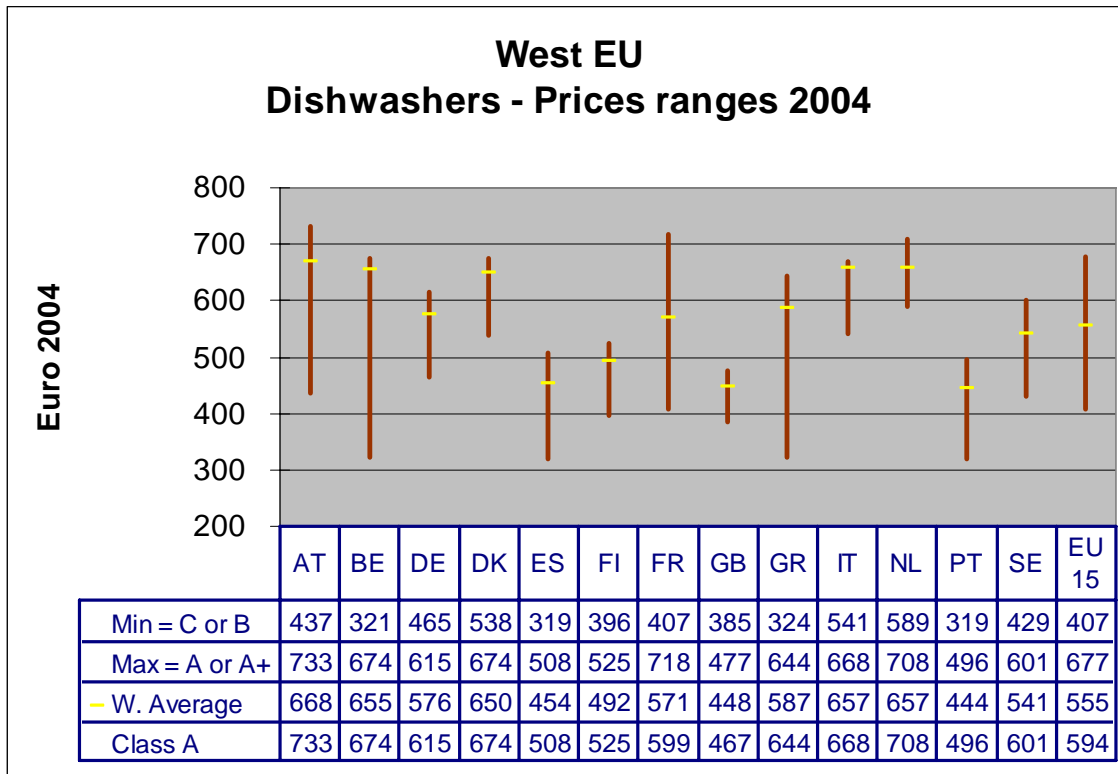 West EU
Dishwashers - Prices ranges 2004
Euro 2004
800
700
600
500
400
300
200
AT BE DE DK ES FI FR GB GR IT NL PT SE EU 15
Min = C or B 437 321 465 538 319 396 407 385 324 541 589 319 429 407
Max = A or A+ 733 674 615 674 508 525 718 477 644 668 708 496 601 677
W. Average 668 655 576 650 454 492 571 448 587 657 657 444 541 555
Class A 733 674 615 674 508 525 599 467 644 668 708 496 601 594